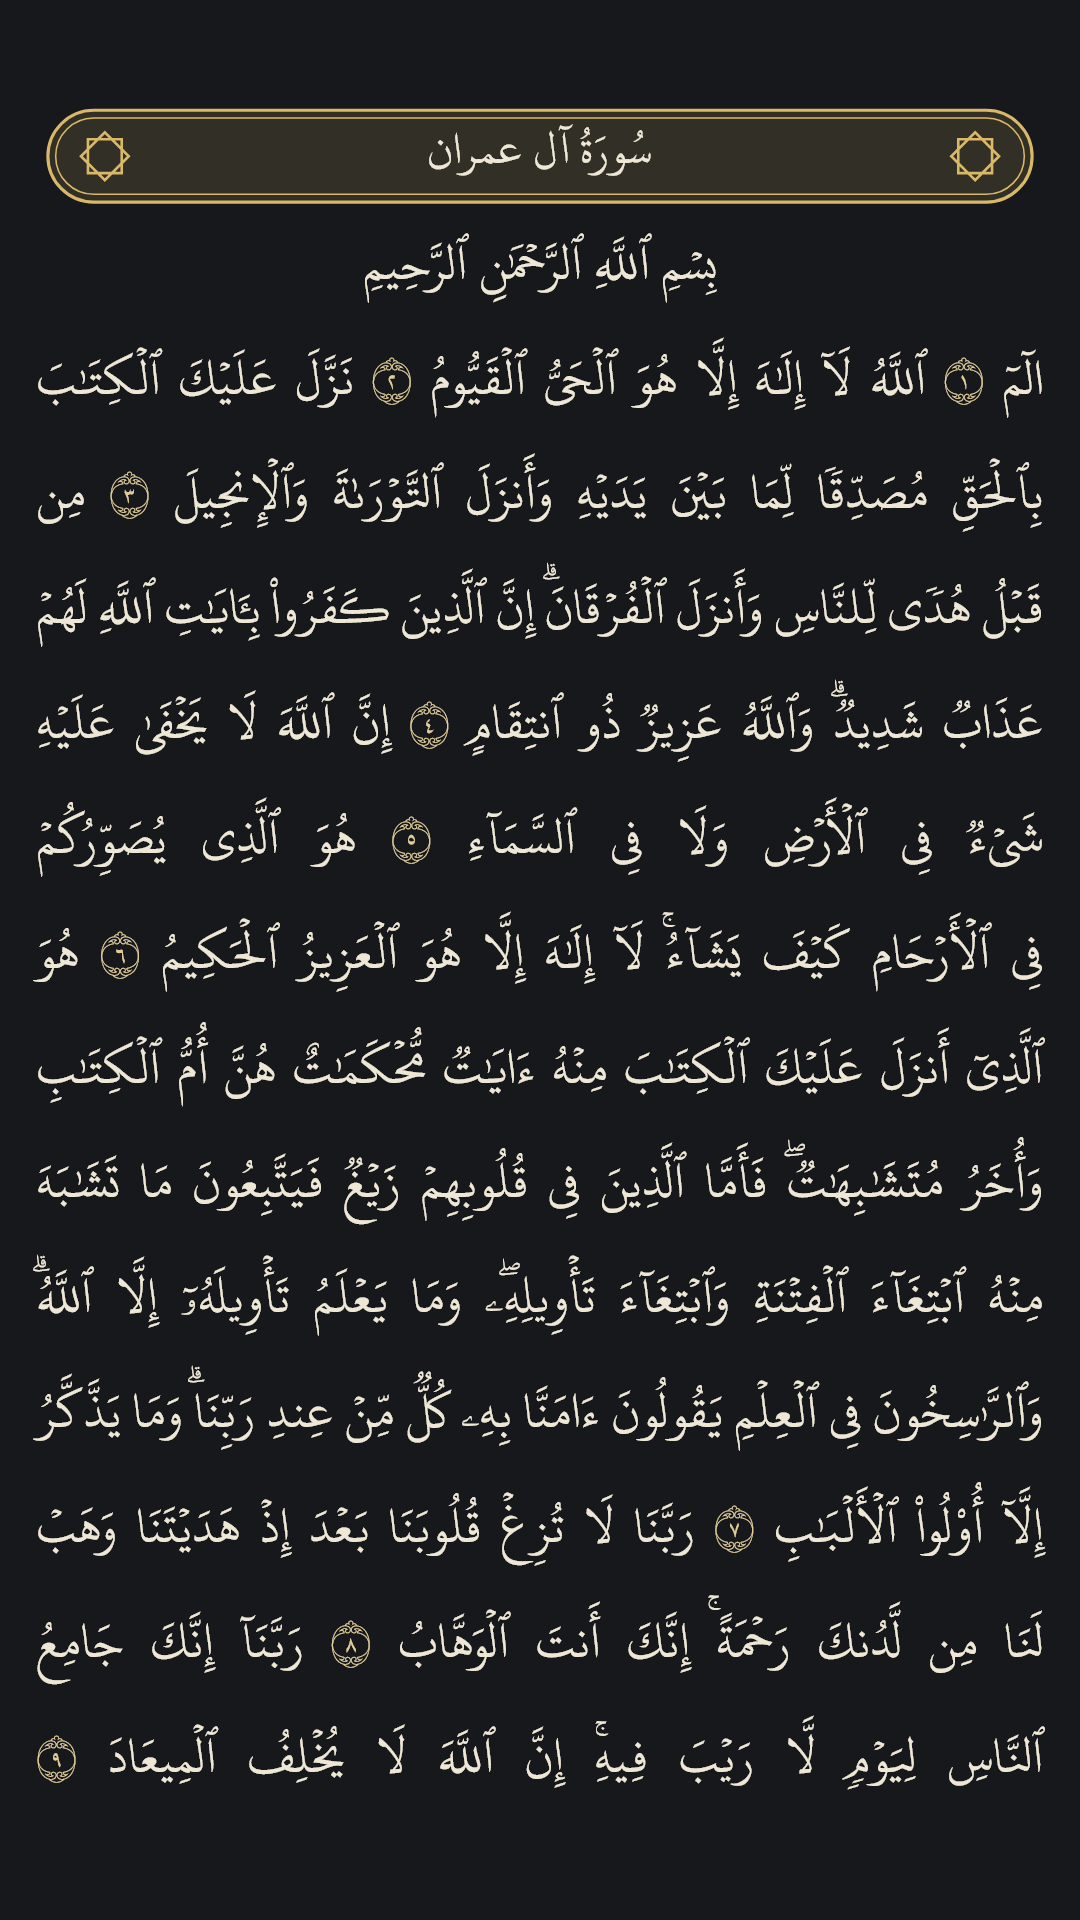 سُورَةُ آل عمران
بِسۡمِ ٱللَّهِ ٱلرَّحۡمَٰنِ ٱلرَّحِيمِ
الٓمٓ ١ ٱللَّهُ لَآ إِلَٰهَ إِلَّا هُوَ ٱلۡحَيُّ ٱلۡقَيُّومُ ٢ نَزَّلَ عَلَيۡكَ ٱلۡكِتَٰبَ
بِٱلۡحَقِّ مُصَدِّقٗا لِّمَا بَيۡنَ يَدَيۡهِ وَأَنزَلَ ٱلتَّوۡرَىٰةَ وَٱلۡإِنجِيلَ ٣ مِن
قَبۡلُ هُدٗى لِّلنَّاسِ وَأَنزَلَ ٱلۡفُرۡقَانَۗ إِنَّ ٱلَّذِينَ كَفَرُواْ بِـَٔايَٰتِ ٱللَّهِ لَهُمۡ
عَذَابٞ شَدِيدٞۗ وَٱللَّهُ عَزِيزٞ ذُو ٱنتِقَامٍ ٤ إِنَّ ٱللَّهَ لَا يَخۡفَىٰ عَلَيۡهِ
شَيۡءٞ فِي ٱلۡأَرۡضِ وَلَا فِي ٱلسَّمَآءِ ٥ هُوَ ٱلَّذِي يُصَوِّرُكُمۡ
فِي ٱلۡأَرۡحَامِ كَيۡفَ يَشَآءُۚ لَآ إِلَٰهَ إِلَّا هُوَ ٱلۡعَزِيزُ ٱلۡحَكِيمُ ٦ هُوَ
ٱلَّذِيٓ أَنزَلَ عَلَيۡكَ ٱلۡكِتَٰبَ مِنۡهُ ءَايَٰتٞ مُّحۡكَمَٰتٌ هُنَّ أُمُّ ٱلۡكِتَٰبِ
وَأُخَرُ مُتَشَٰبِهَٰتٞۖ فَأَمَّا ٱلَّذِينَ فِي قُلُوبِهِمۡ زَيۡغٞ فَيَتَّبِعُونَ مَا تَشَٰبَهَ
مِنۡهُ ٱبۡتِغَآءَ ٱلۡفِتۡنَةِ وَٱبۡتِغَآءَ تَأۡوِيلِهِۦۖ وَمَا يَعۡلَمُ تَأۡوِيلَهُۥٓ إِلَّا ٱللَّهُۗ
وَٱلرَّٰسِخُونَ فِي ٱلۡعِلۡمِ يَقُولُونَ ءَامَنَّا بِهِۦ كُلّٞ مِّنۡ عِندِ رَبِّنَاۗ وَمَا يَذَّكَّرُ
إِلَّآ أُوْلُواْ ٱلۡأَلۡبَٰبِ ٧ رَبَّنَا لَا تُزِغۡ قُلُوبَنَا بَعۡدَ إِذۡ هَدَيۡتَنَا وَهَبۡ
لَنَا مِن لَّدُنكَ رَحۡمَةًۚ إِنَّكَ أَنتَ ٱلۡوَهَّابُ ٨ رَبَّنَآ إِنَّكَ جَامِعُ
ٱلنَّاسِ لِيَوۡمٖ لَّا رَيۡبَ فِيهِۚ إِنَّ ٱللَّهَ لَا يُخۡلِفُ ٱلۡمِيعَادَ ٩